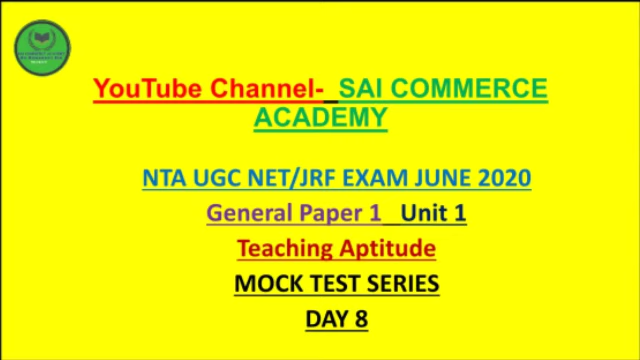 YouTube Channel- SAI COMMERCE
ACADEMY
NTA UGC NET/JRF EXAM JUNE 2020
General Paper 1 Unit 1
Teaching Aptitude
MOCK TEST SERIES
DAY 8